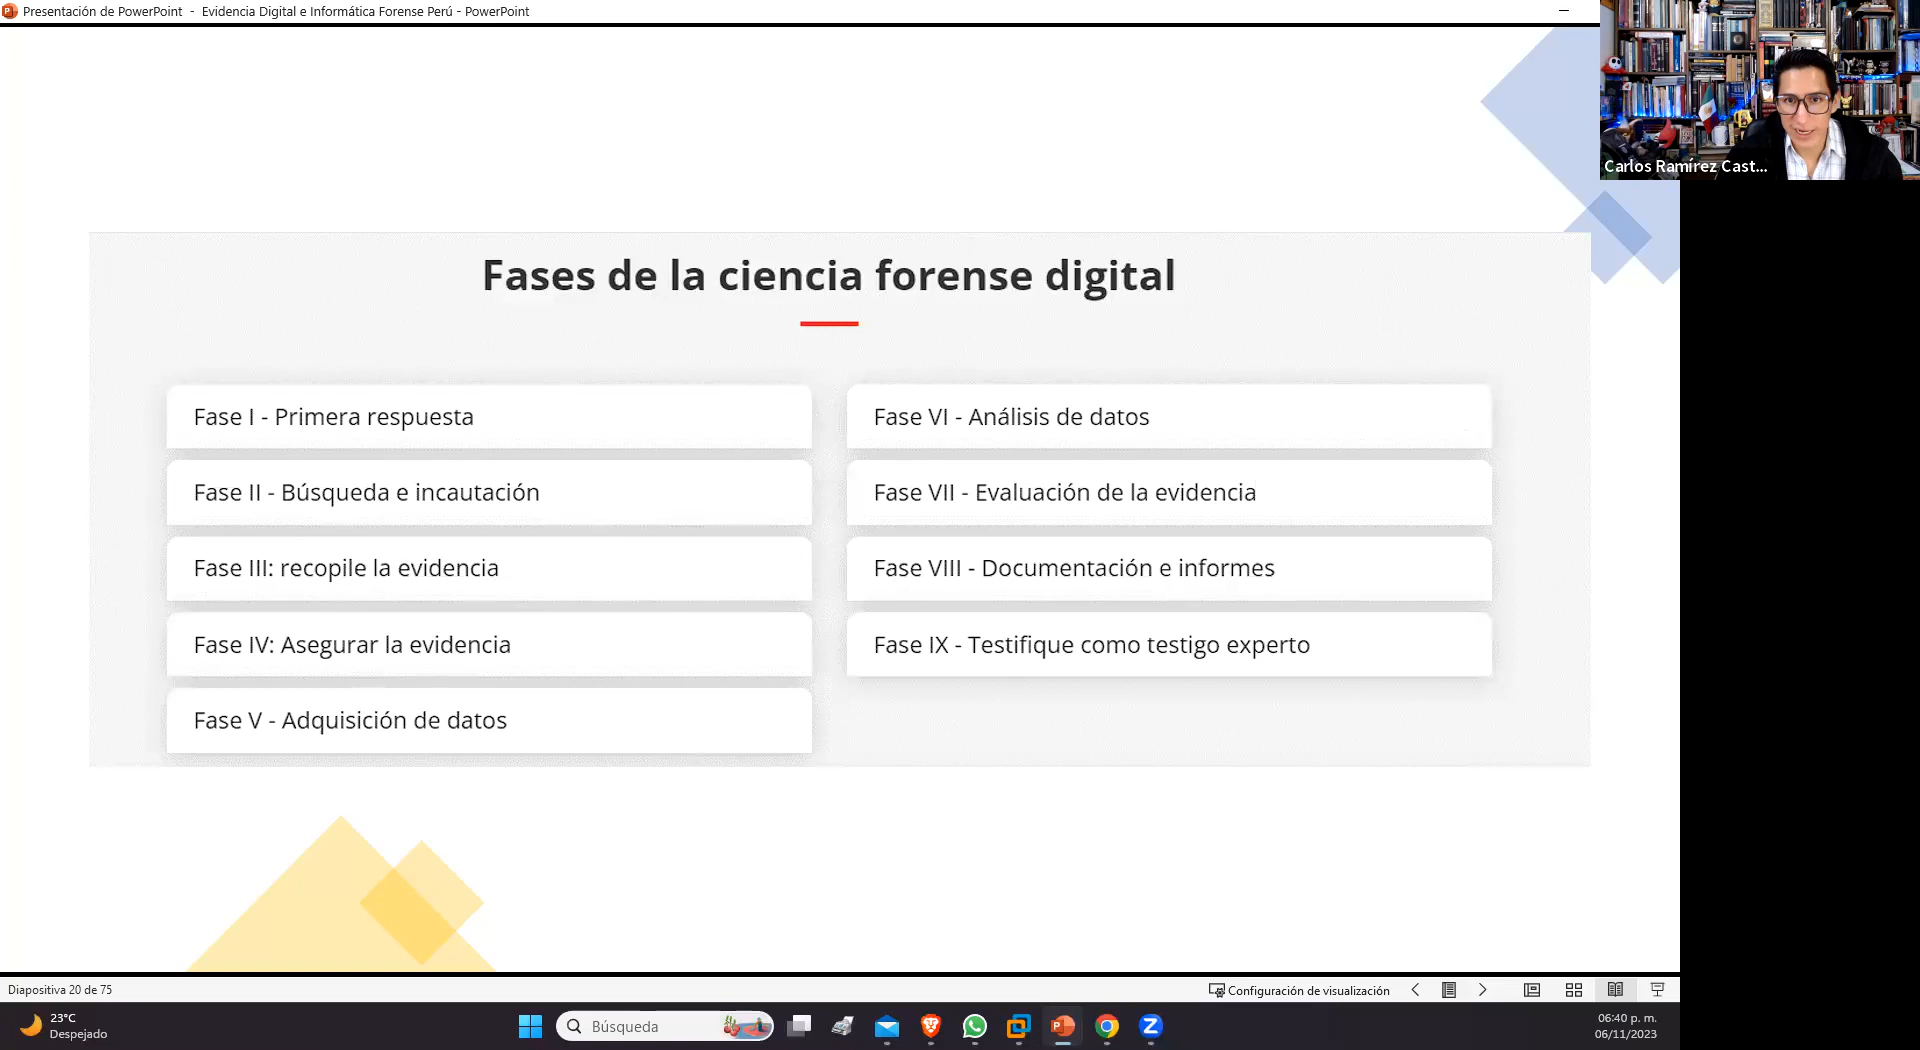 Presentación de PowerPoint - Evidencia Digital e Informática Forense Perú - PowerPoint
Carlos Ramírez Cast...
Fases de la ciencia forense digital
Fase I - Primera respuesta
Fase II - Búsqueda e incautación
Fase III: recopile la evidencia
Fase IV: Asegurar la evidencia
Fase V - Adquisición de datos
Fase VI - Análisis de datos
Fase VII - Evaluación de la evidencia
Fase VIII - Documentación e informes
Fase IX - Testifique como testigo experto
Diapositiva 20 de 75
Configuración de visualización
23°C
Despejado
Búsqueda
06:40 p. m.
06/11/2023